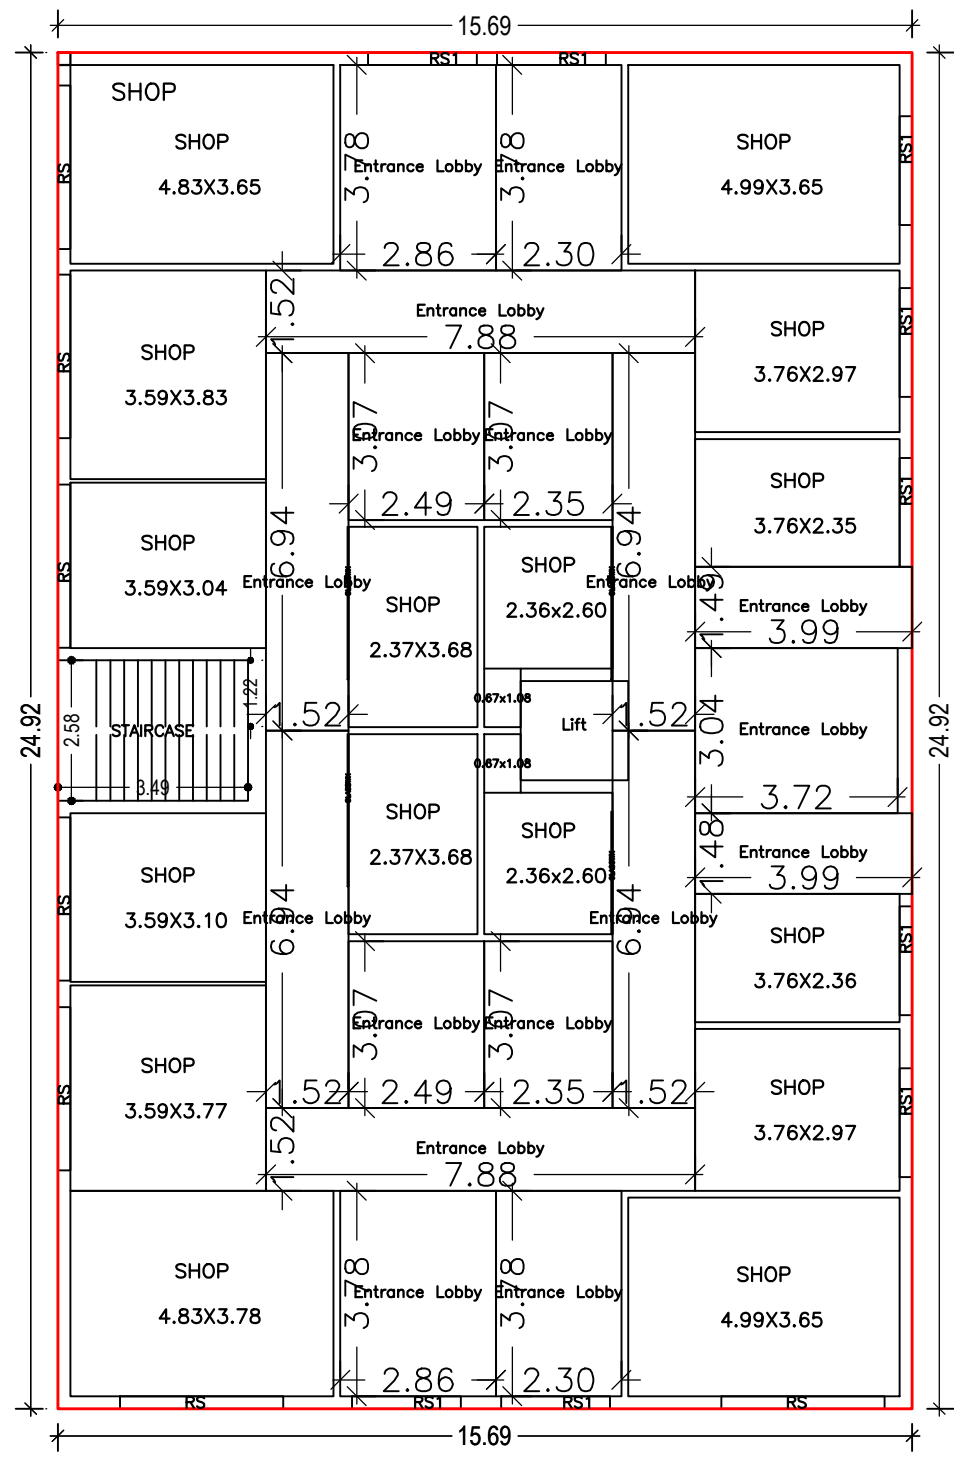 15.69
RS1
RS1
SHOP
SHOP
4.83X3.65
3.78
Entrance Lobby
3.78
Entrance Lobby
SHOP
4.99X3.65
RS
RS1
2.86
2.30
1.52
Entrance Lobby
7.88
SHOP
3.76X2.97
RS1
SHOP
3.59X3.83
RS
3.07
Entrance Lobby
3.07
Entrance Lobby
2.49
2.35
SHOP
3.76X2.35
RS1
SHOP
3.59X3.04
RS
6.94
Entrance Lobby
SHOP
2.37X3.68
SHOP
2.36x2.60
6.94
Entrance Lobby
1.49
Entrance Lobby
3.99
24.92
2.58
STAIRCASE
1.22
3.49
1.52
0.67x1.08
Lift
0.67x1.08
1.52
3.04
Entrance Lobby
3.72
24.92
SHOP
2.37X3.68
SHOP
2.36x2.60
1.48
Entrance Lobby
3.99
SHOP
3.59X3.10
RS
6.94
Entrance Lobby
6.94
Entrance Lobby
SHOP
3.76X2.36
RS1
3.07
Entrance Lobby
3.07
Entrance Lobby
SHOP
3.59X3.77
RS
1.52
2.49
2.35
1.52
SHOP
3.76X2.97
RS1
1.52
Entrance Lobby
7.88
SHOP
4.83X3.78
3.78
Entrance Lobby
3.78
Entrance Lobby
SHOP
4.99X3.65
2.86
2.30
RS
RS1
RS1
RS
15.69